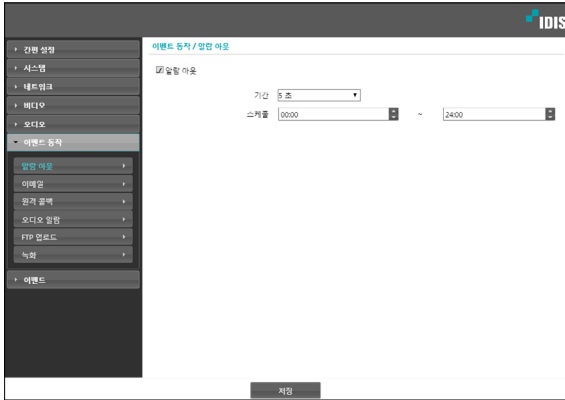 IDIS
간편 설정
시스템
네트워크
비디오
오디오
이벤트 동작
알람 아웃
이메일
원격 콜백
오디오 알람
FTP 업로드
녹화
이벤트
이벤트 동작 / 알람 아웃
알람 아웃
기간 5 초
스케줄 00:00 ~ 24:00
저장